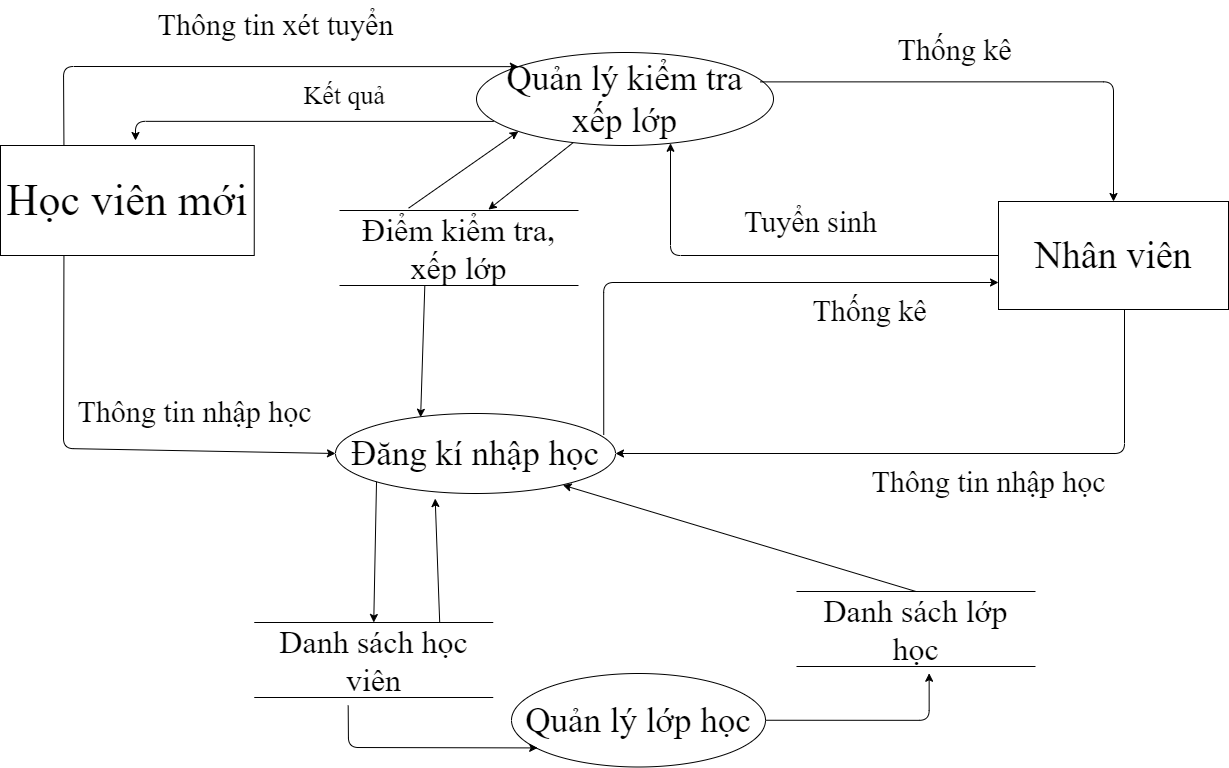 Thông tin xét tuyển
Thống kê
Quản lý kiểm tra
xếp lớp
Kết quả
Học viên mới
Điểm kiểm tra,
xếp lớp
Tuyển sinh
Nhân viên
Thống kê
Thông tin nhập học
Đăng kí nhập học
Thông tin nhập học
Danh sách lớp
học
Danh sách học
viên
Quản lý lớp học